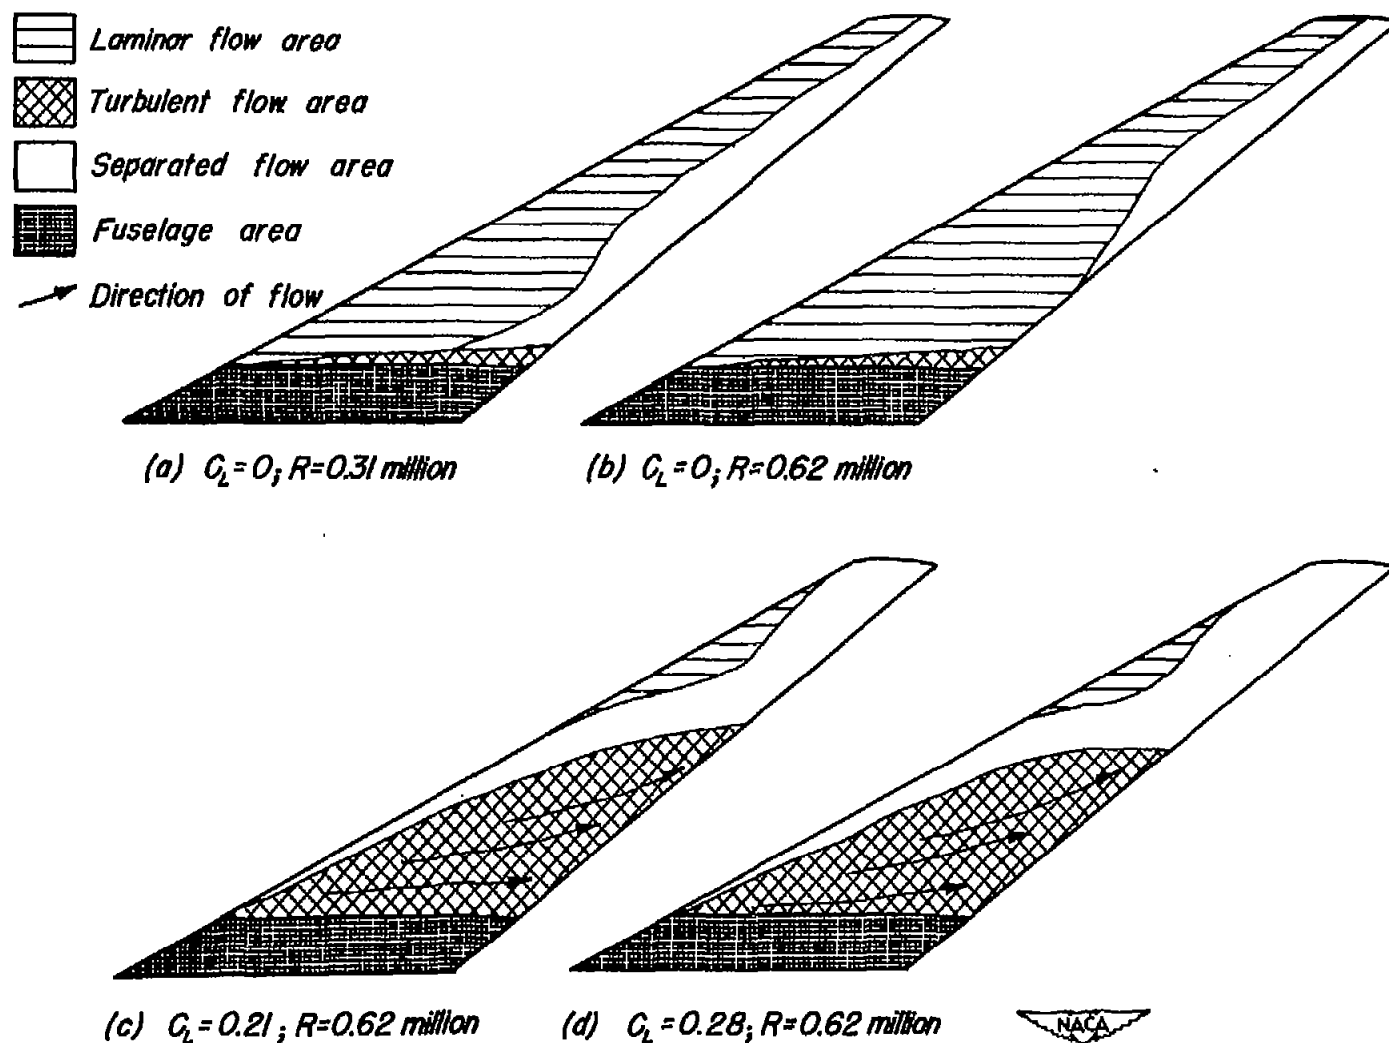 Laminar flow area
Turbulent flow area
Separated flow area
Fuselage area
Direction of flow
(a) C_L=0; R=0.31 million
(b) C_L=0; R=0.62 million
(c) C_L=0.21; R=0.62 million
(d) C_L=0.28; R=0.62 million
NACA